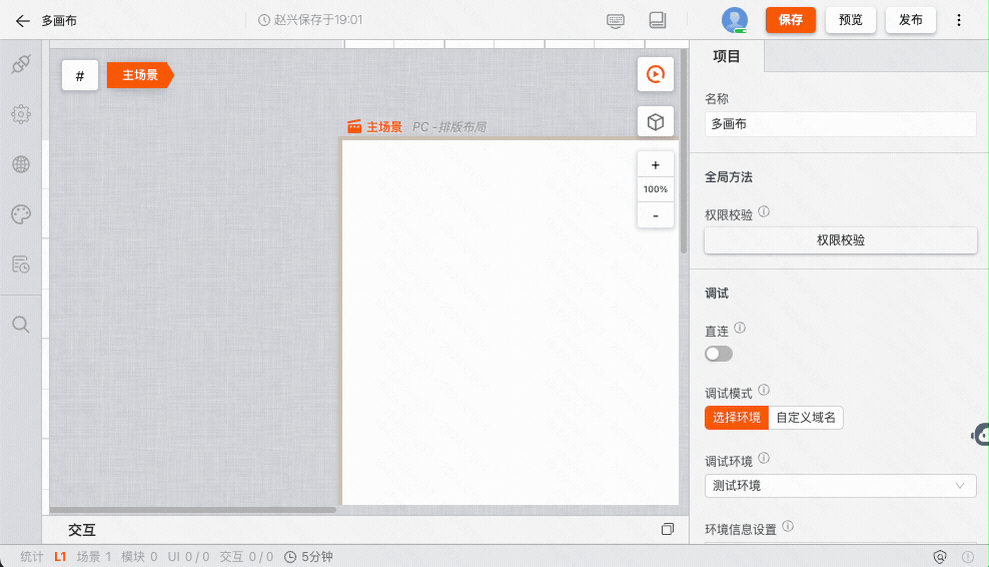 多画布
赵兴保存于19:01
保存
预览
发布
#
主场景
主场景 PC -排版布局
+
100%
-
项目
名称
多画布
全局方法
权限校验
权限校验
调试
直连
调试模式
选择环境 自定义域名
调试环境
测试环境
环境信息设置
交互
统计 L1 场景 1 模块 0 UI 0 / 0 交互 0 / 0 5分钟